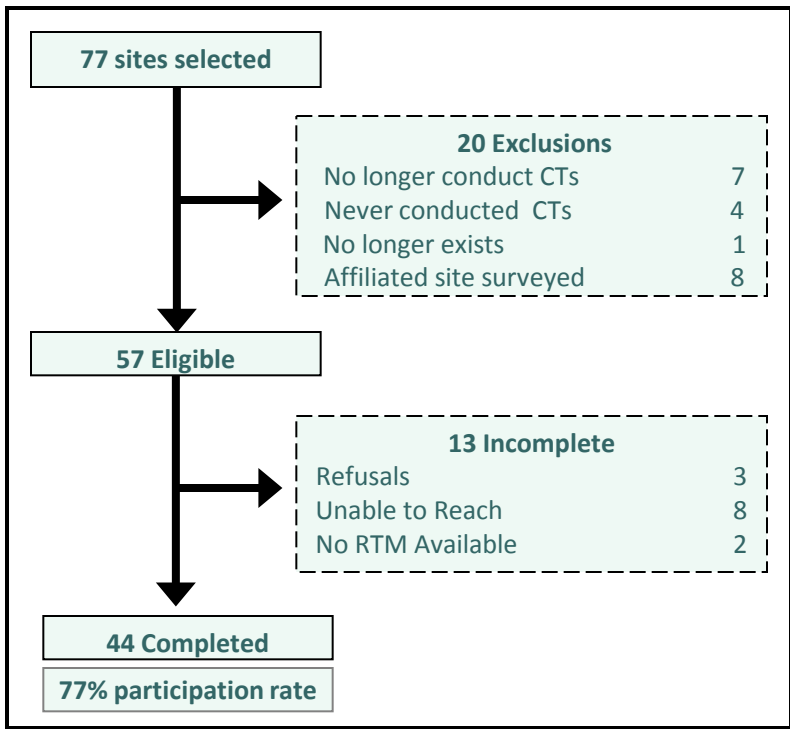 77 sites selected
20 Exclusions
No longer conduct CTs 7
Never conducted CTs 4
No longer exists 1
Affiliated site surveyed 8
57 Eligible
13 Incomplete
Refusals 3
Unable to Reach 8
No RTM Available 2
44 Completed
77% participation rate